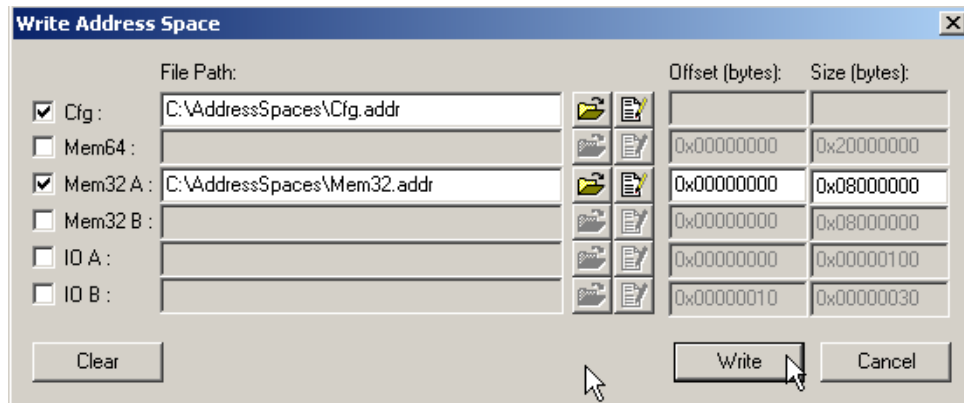 Write Address Space
File Path: Offset (bytes): Size (bytes):
Cfg : C:\AddressSpaces\Cfg.addr
Mem64 : 0x00000000 0x20000000
Mem32 A : C:\AddressSpaces\Mem32.addr 0x00000000 0x08000000
Mem32 B : 0x00000000 0x08000000
IO A : 0x00000000 0x00000100
IO B : 0x00000010 0x00000030
Clear Write Cancel